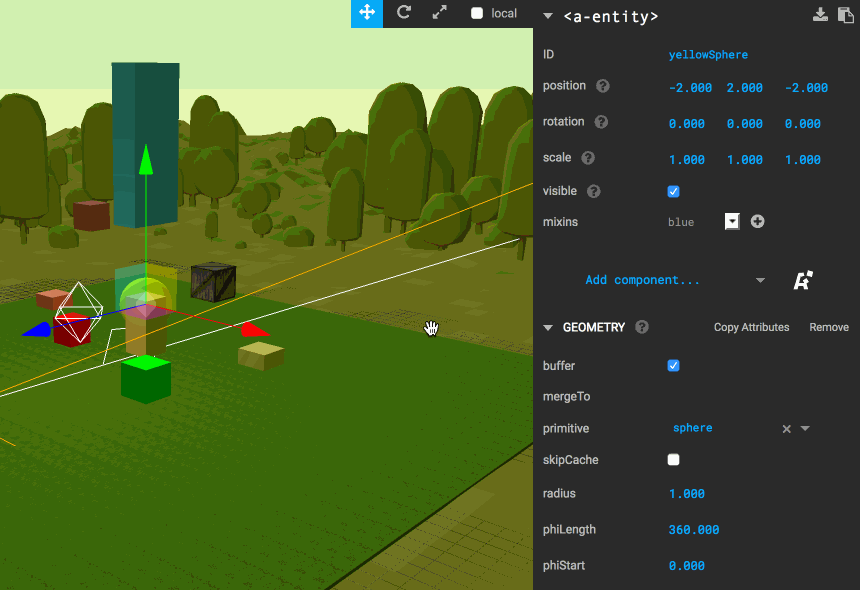 local
<a-entity>
ID yellowSphere
position ? -2.000 2.000 -2.000
rotation ? 0.000 0.000 0.000
scale ? 1.000 1.000 1.000
visible ?
mixins blue
Add component...
GEOMETRY ? Copy Attributes Remove
buffer
mergeTo
primitive sphere
skipCache
radius 1.000
phiLength 360.000
phiStart 0.000